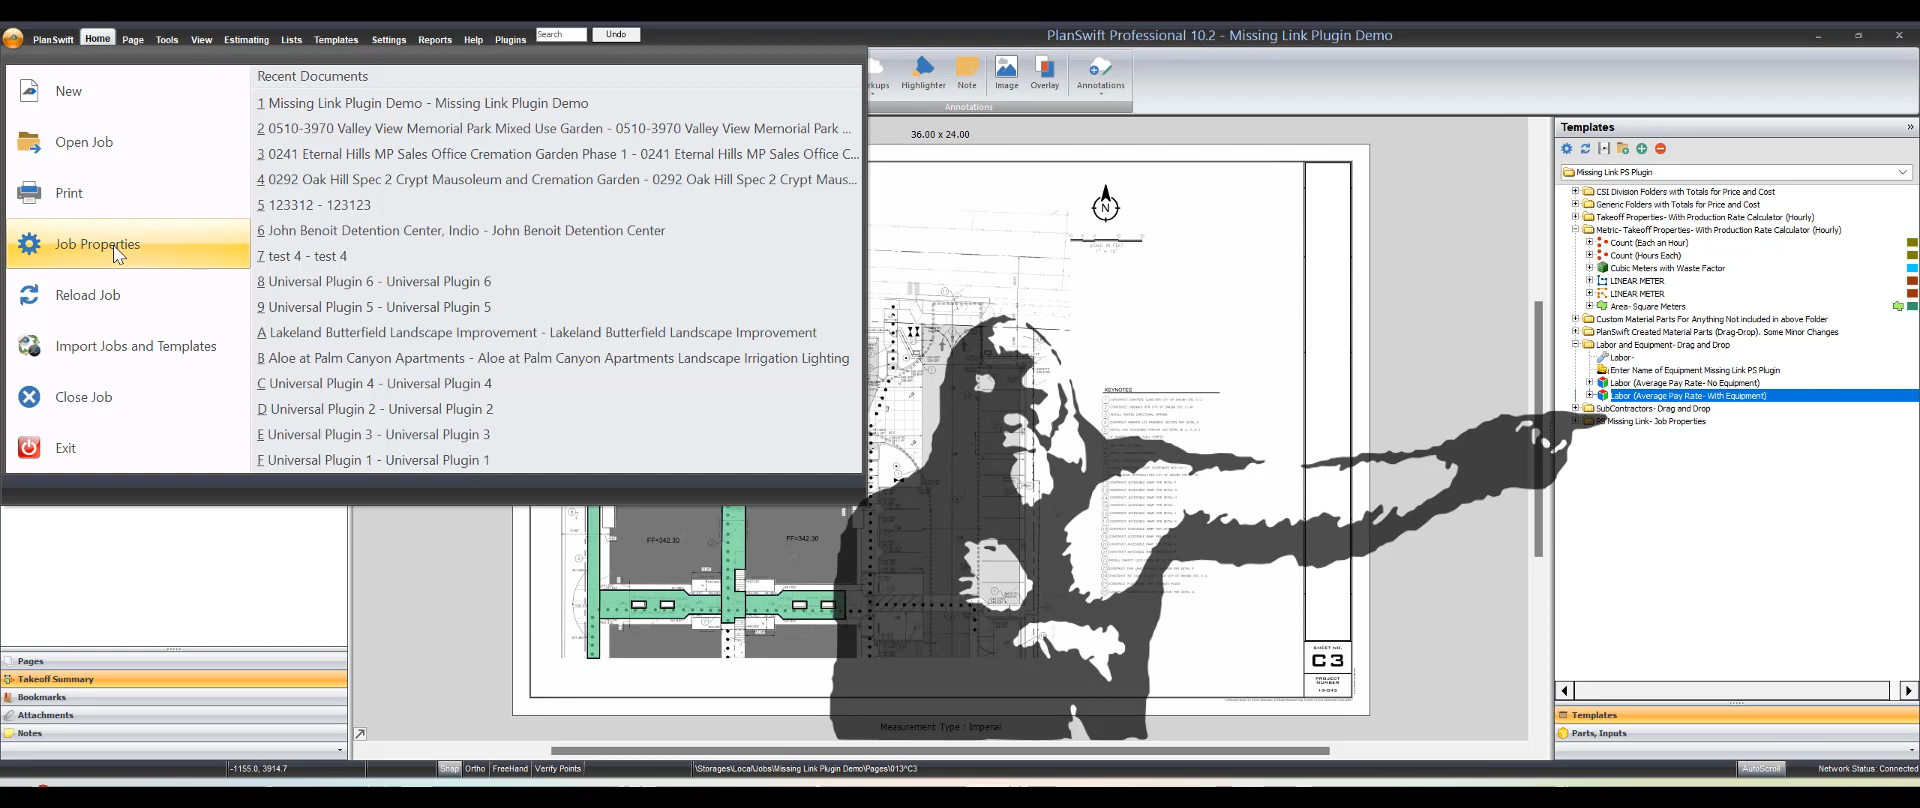 PlanSwift Home Page Tools View Estimating Lists Templates Settings Reports Help Plugins Search Undo
PlanSwift Professional 10.2 - Missing Link Plugin Demo
New
Open Job
Print
Job Properties
Reload Job
Import Jobs and Templates
Close Job
Exit
Recent Documents
1 Missing Link Plugin Demo - Missing Link Plugin Demo
2 0510-3970 Valley View Memorial Park Mixed Use Garden - 0510-3970 Valley View Memorial Park ...
3 0241 Eternal Hills MP Sales Office Cremation Garden Phase 1 - 0241 Eternal Hills MP Sales Office C...
4 0292 Oak Hill Spec 2 Crypt Mausoleum and Cremation Garden - 0292 Oak Hill Spec 2 Crypt Maus...
5 123312 - 123123
6 John Benoit Detention Center, Indio - John Benoit Detention Center
7 test 4 - test 4
8 Universal Plugin 6 - Universal Plugin 6
9 Universal Plugin 5 - Universal Plugin 5
A Lakeland Butterfield Landscape Improvement - Lakeland Butterfield Landscape Improvement
B Aloe at Palm Canyon Apartments - Aloe at Palm Canyon Apartments Landscape Irrigation Lighting
C Universal Plugin 4 - Universal Plugin 4
D Universal Plugin 2 - Universal Plugin 2
E Universal Plugin 3 - Universal Plugin 3
F Universal Plugin 1 - Universal Plugin 1
kups Highlighter Note Image Overlay Annotations
Annotations
36.00 x 24.00
N
SCALE IN FEET
KEYNOTES
FF=342.30 FF=342.30
SHEET NO.
C3
PROJECT
NUMBER
Measurement Type : Imperial
Templates
Missing Link PS Plugin
CSI Division Folders with Totals for Price and Cost
Generic Folders with Totals for Price and Cost
Takeoff Properties- With Production Rate Calculator (Hourly)
Metric- Takeoff Properties- With Production Rate Calculator (Hourly)
Count (Each an Hour)
Count (Hours Each)
Cubic Meters with Waste Factor
LINEAR METER
LINEAR METER
Area- Square Meters
Custom Material Parts For Anything Not included in above Folder
PlanSwift Created Material Parts (Drag-Drop). Some Minor Changes
Labor and Equipment- Drag and Drop
Labor-
Enter Name of Equipment Missing Link PS Plugin
Labor (Average Pay Rate- No Equipment)
Labor (Average Pay Rate- With Equipment)
SubContractors- Drag and Drop
PS Missing Link- Job Properties
Templates
Parts, Inputs
Pages
Takeoff Summary
Bookmarks
Attachments
Notes
-1155.0, 3914.7
Snap Ortho FreeHand Verify Points
\Storages\Local\Jobs\Missing Link Plugin Demo\Pages\013^C3
AutoScroll
Network Status: Connected